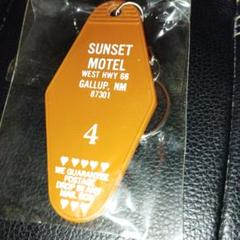 SUNSET
MOTEL
WEST HWY 66
GALLUP, NM
87301
4
WE GUARANTEE
POSTAGE
DROP IN ANY
MAIL BOX